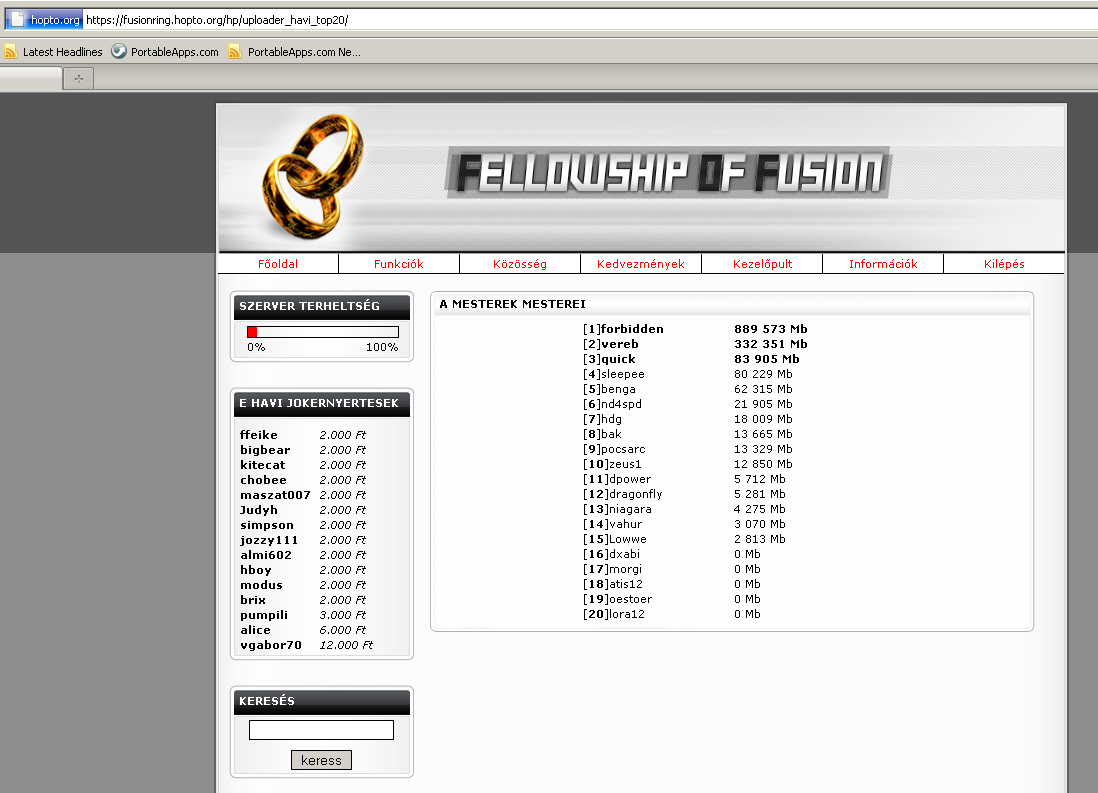 hopto.org https://fusionring.hopto.org/hp/uploader_havi_top20/
Latest Headlines PortableApps.com PortableApps.com Ne...
FELLOWSHIP OF FUSION
Főoldal Funkciók Közösség Kedvezmények Kezelőpult Információk Kilépés
SZERVER TERHELTSÉG
0% 100%
E HAVI JOKERNYERTESEK
ffeike 2.000 Ft
bigbear 2.000 Ft
kitecat 2.000 Ft
chobee 2.000 Ft
maszat007 2.000 Ft
Judyh 2.000 Ft
simpson 2.000 Ft
jozzy111 2.000 Ft
almi602 2.000 Ft
hboy 2.000 Ft
modus 2.000 Ft
brix 2.000 Ft
pumpili 3.000 Ft
alice 6.000 Ft
vgabor70 12.000 Ft
KERESÉS
keress
A MESTEREK MESTEREI
[1]forbidden 889 573 Mb
[2]vereb 332 351 Mb
[3]quick 83 905 Mb
[4]sleepee 80 229 Mb
[5]benga 62 315 Mb
[6]nd4spd 21 905 Mb
[7]hdg 18 009 Mb
[8]bak 13 665 Mb
[9]pocsarc 13 329 Mb
[10]zeus1 12 850 Mb
[11]dpower 5 712 Mb
[12]dragonfly 5 281 Mb
[13]niagara 4 275 Mb
[14]vahur 3 070 Mb
[15]Lowwe 2 813 Mb
[16]dxabi 0 Mb
[17]morgi 0 Mb
[18]atis12 0 Mb
[19]oestoer 0 Mb
[20]lora12 0 Mb